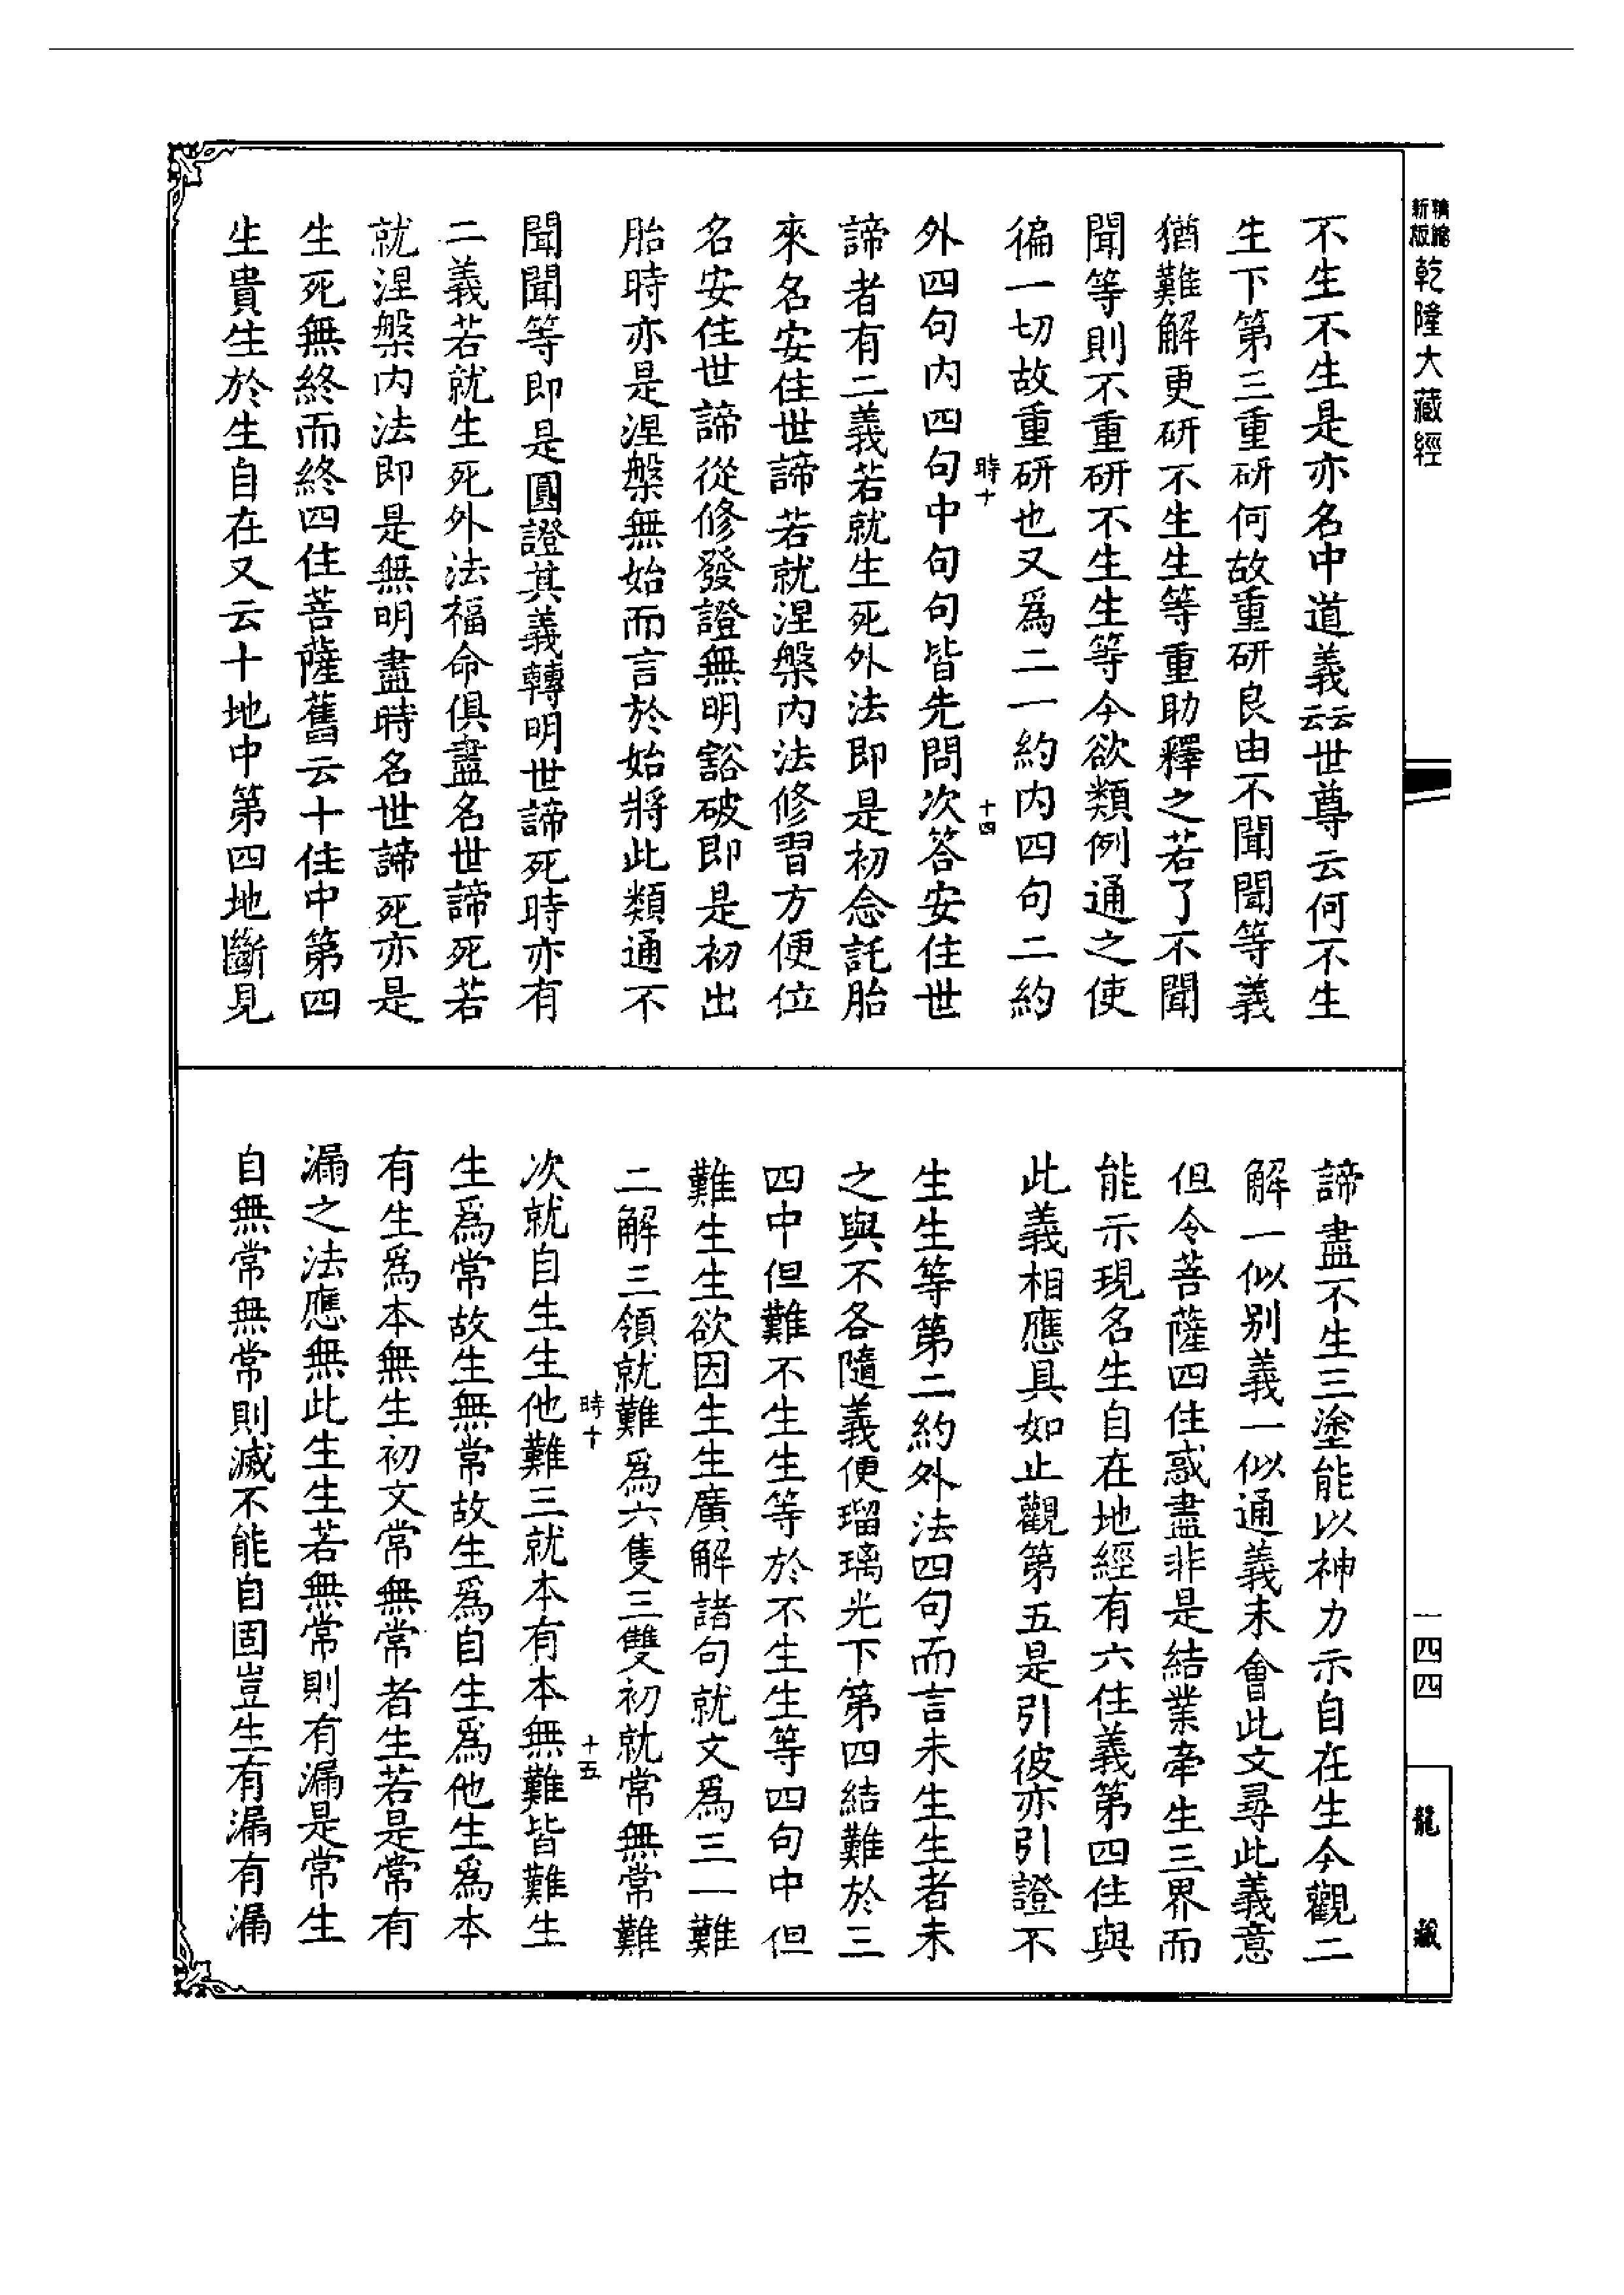 新版精縮
乾隆大藏經
不生不生是亦名中道義云云世尊云何不生
生下第三重研何故重研良由不聞聞等義
猶難解更研不生生等重助釋之若了不聞
聞等則不重研不生生等今欲類例通之使
徧一切故重研也又爲二一約內四句二約
時十
十四
外四句內四句中句句皆先問次答安住世
諦者有二義若就生死外法即是初念託胎
來名安住世諦若就涅槃內法修習方便位
名安住世諦從修發證無明豁破即是初出
胎時亦是涅槃無始而言於始將此類通不
聞聞等即是圓證其義轉明世諦死時亦有
二義若就生死外法福命俱盡名世諦死若
就涅槃內法即是無明盡時名世諦死亦是
生死無終而終四住菩薩舊云十住中第四
生貴生於生自在又云十地中第四地斷見
諦盡不生三塗能以神力示自在生今觀二
解一似別義一似通義未會此文尋此義意
但令菩薩四住惑盡非是結業牽生三界而
能示現名生自在地經有六住義第四住與
此義相應具如止觀第五是引彼亦引證不
生生等第二約外法四句而言未生生者未
之與不各隨義便瑠璃光下第四結難於三
四中但難不生生等於不生生等四句中但
難生生欲因生生廣解諸句就文爲三一難
二解三領就難爲六隻三雙初就常無常難
時十
十五
次就自生生他難三就本有本無難皆難生
生爲常故生無常故生爲自生爲他生爲本
有生爲本無生初文常無常者生若是常有
漏之法應無此生生若無常則有漏是常生
自無常無常則滅不能自固豈生有漏有漏
一四四
龍藏